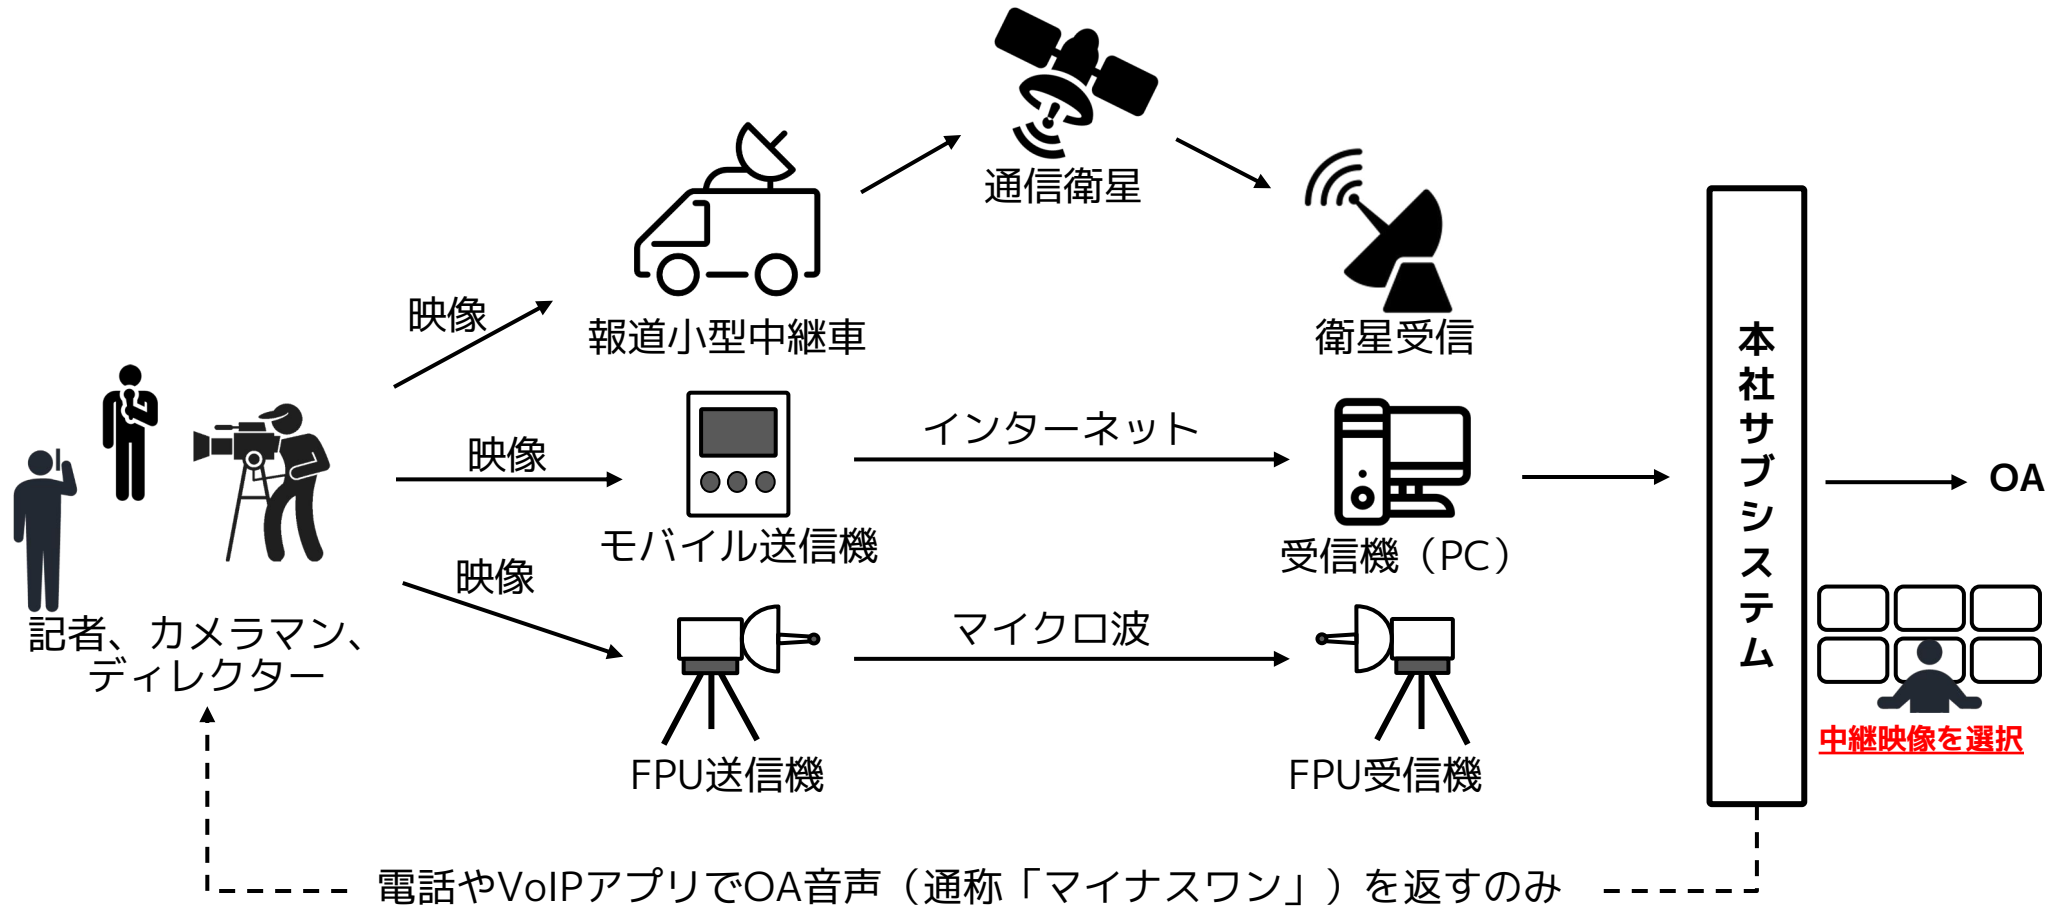 通信衛星
映像
報道小型中継車
衛星受信
映像
インターネット
モバイル送信機
受信機（PC）
映像
マイクロ波
記者、カメラマン、
ディレクター
FPU送信機
FPU受信機
本社サブシステム
OA
中継映像を選択
電話やVoIPアプリでOA音声（通称「マイナスワン」）を返すのみ